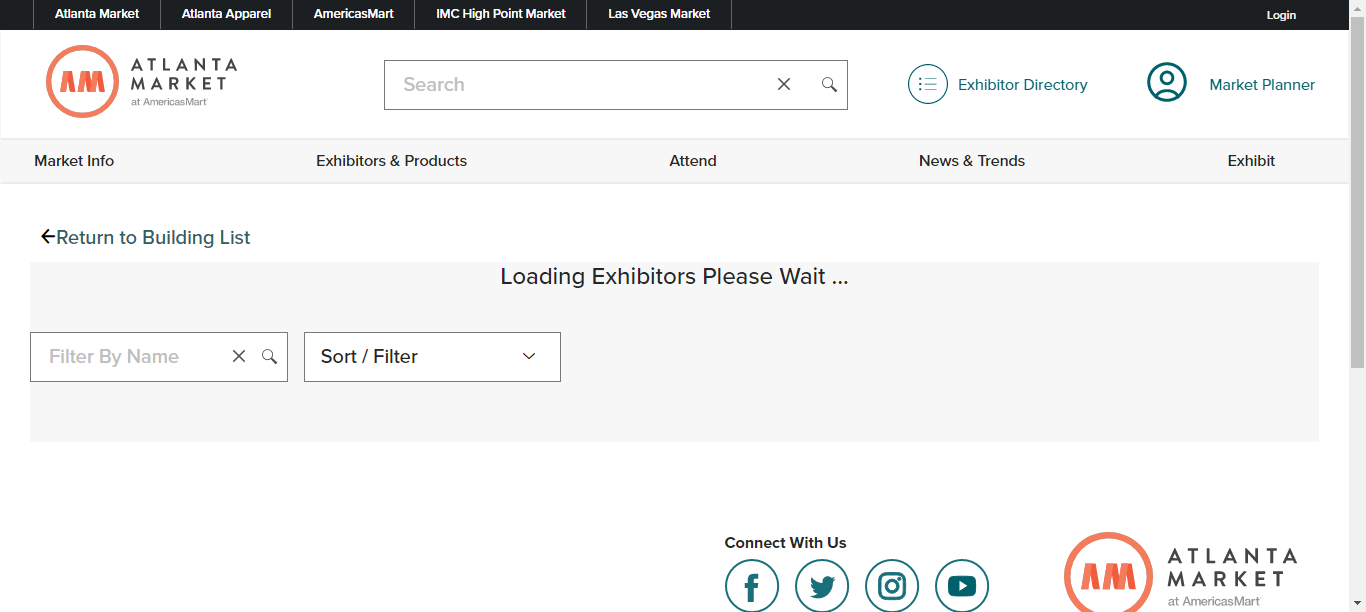 Atlanta Market
Atlanta Apparel
AmericasMart
IMC High Point Market
Las Vegas Market
Login
AM
ATLANTA
MARKET
at AmericasMart
Search
Exhibitor Directory
Market Planner
Market Info
Exhibitors & Products
Attend
News & Trends
Exhibit
Return to Building List
Loading Exhibitors Please Wait ...
Filter By Name
Sort / Filter
Connect With Us
AM
ATLANTA
MARKET
at AmericasMart